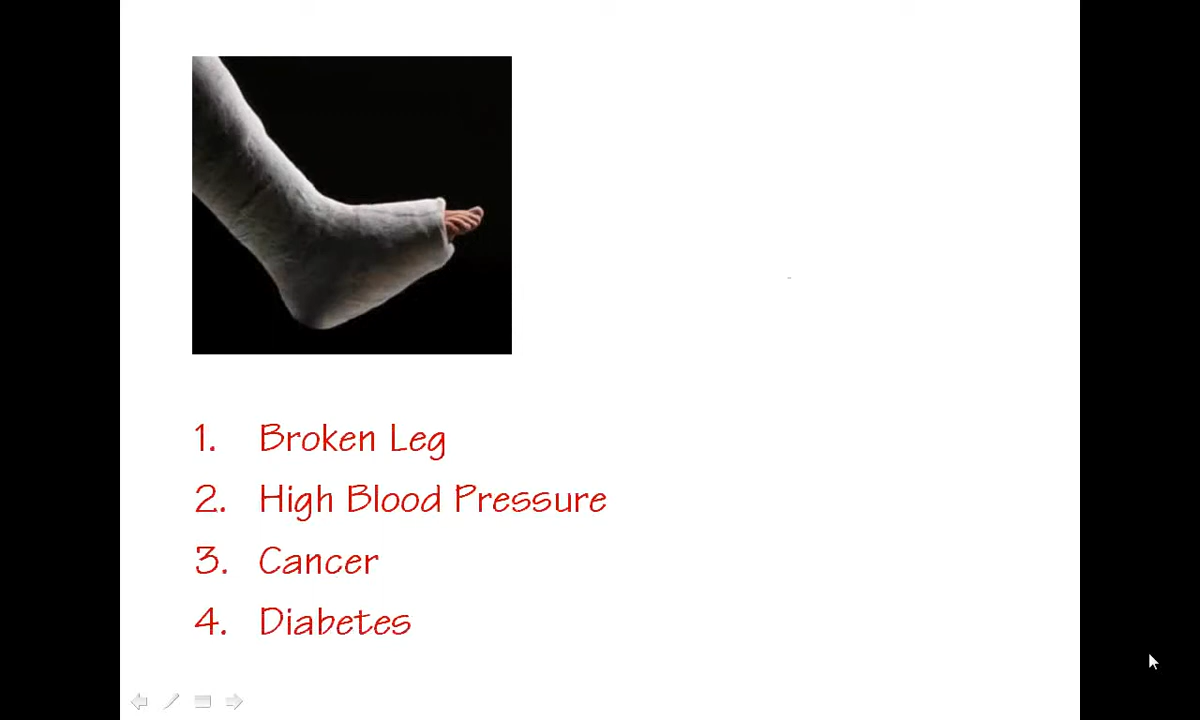 1. Broken Leg
2. High Blood Pressure
3. Cancer
4. Diabetes